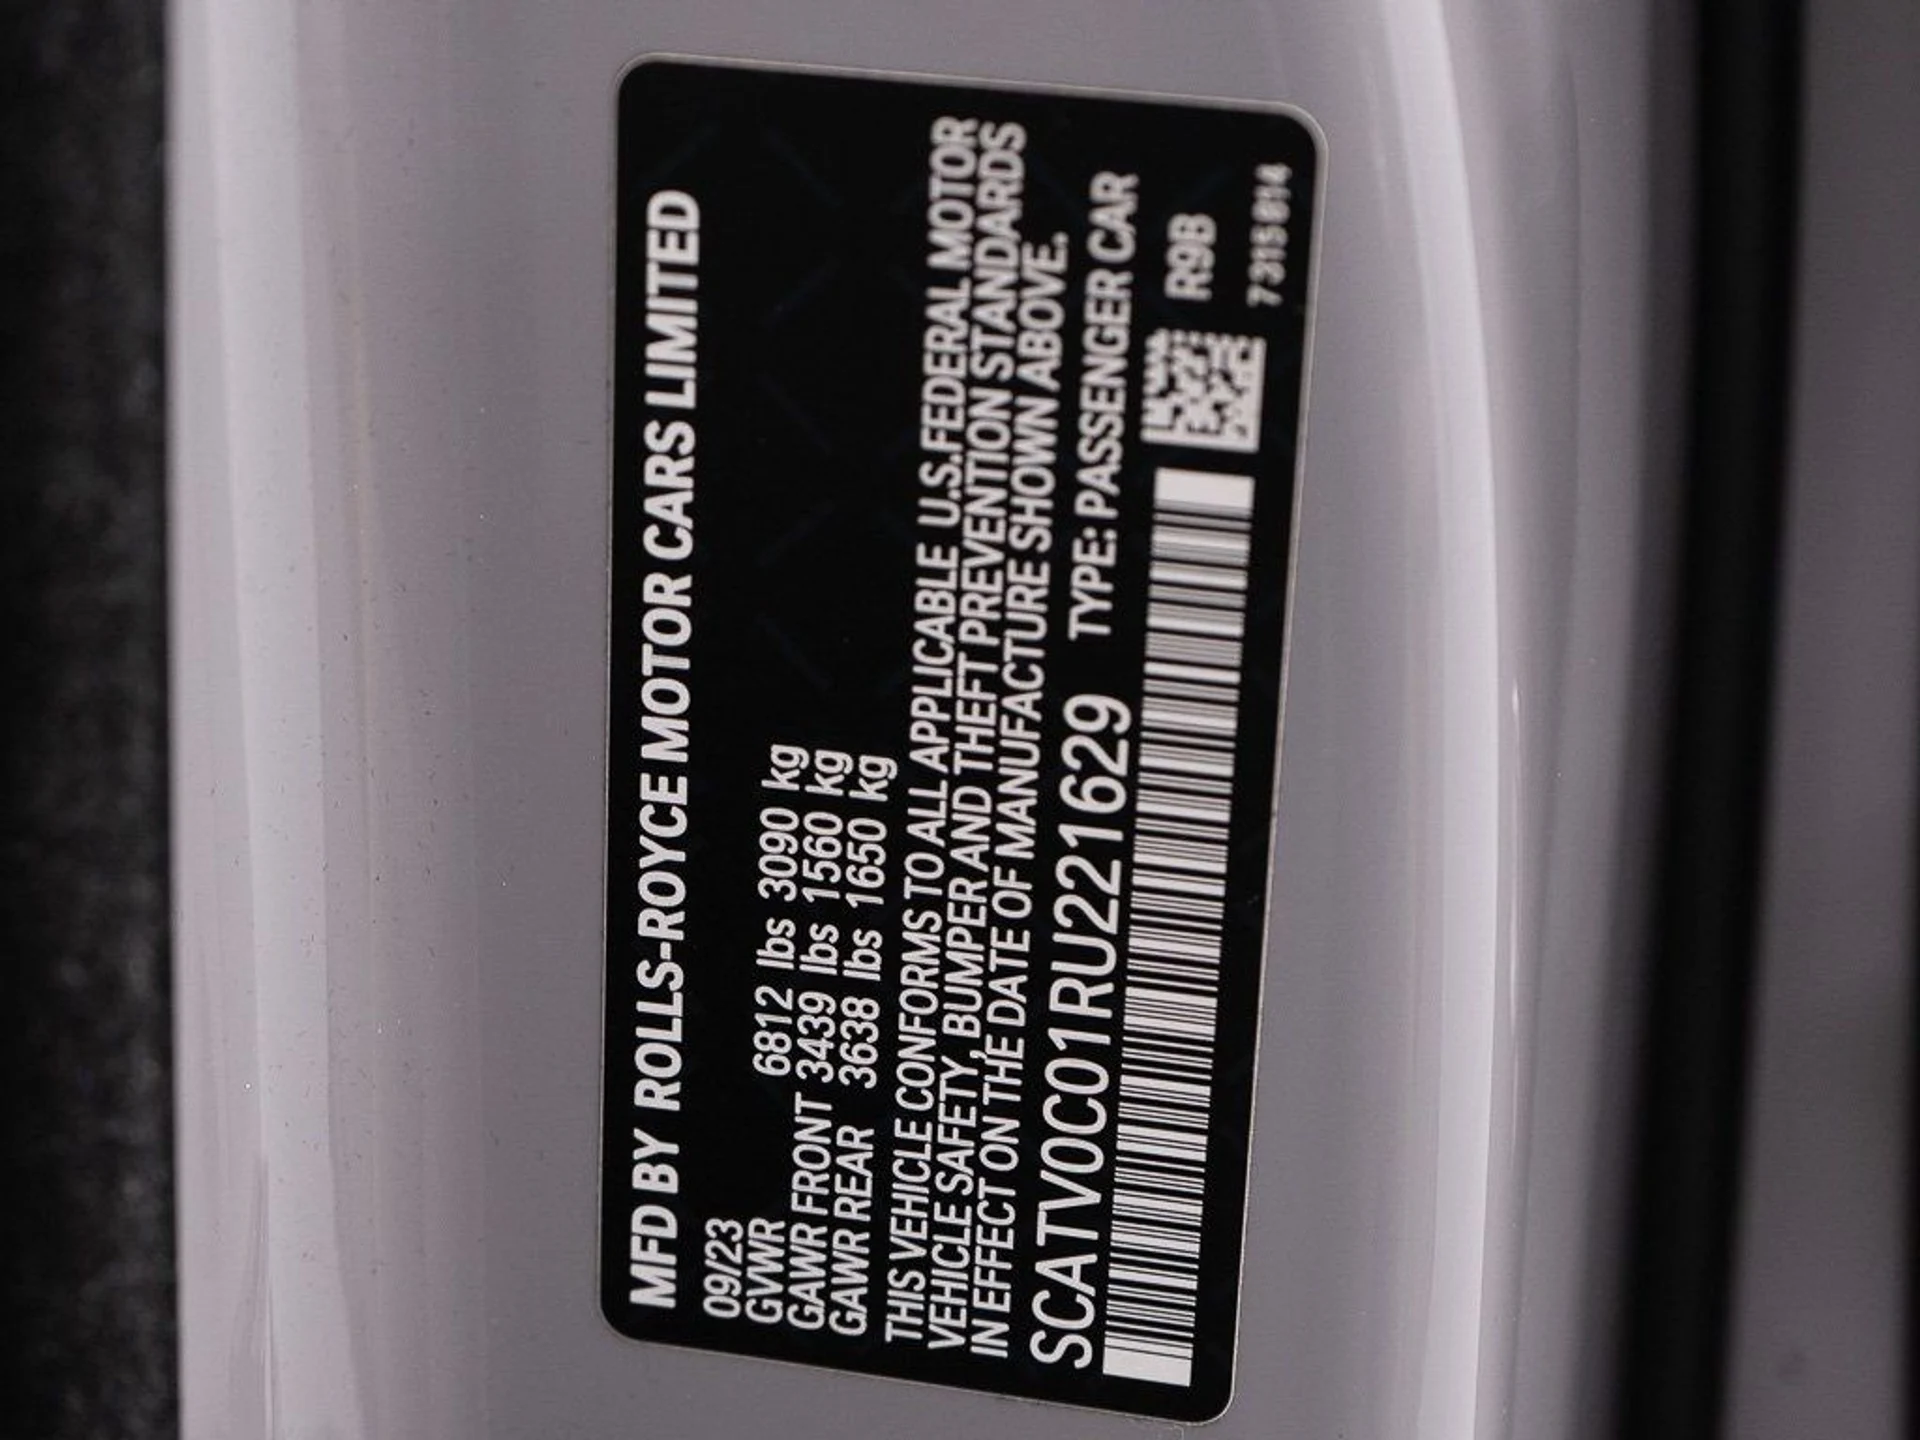 MFD BY ROLLS-ROYCE MOTOR CARS LIMITED
09/23
GVWR 6812 lbs 3090 kg
GAWR FRONT 3439 lbs 1560 kg
GAWR REAR 3638 lbs 1650 kg
THIS VEHICLE CONFORMS TO ALL APPLICABLE U.S.FEDERAL MOTOR
VEHICLE SAFETY, BUMPER AND THEFT PREVENTION STANDARDS
IN EFFECT ON THE DATE OF MANUFACTURE SHOWN ABOVE.
SCATV0C01RU221629 TYPE: PASSENGER CAR
R9B